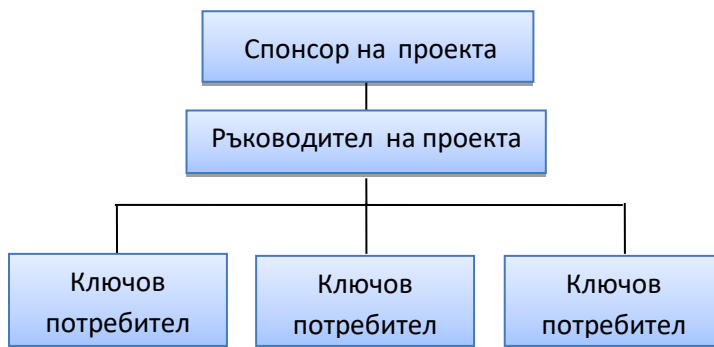 Спонсор на проекта
Ръководител на проекта
Ключов
потребител
Ключов
потребител
Ключов
потребител